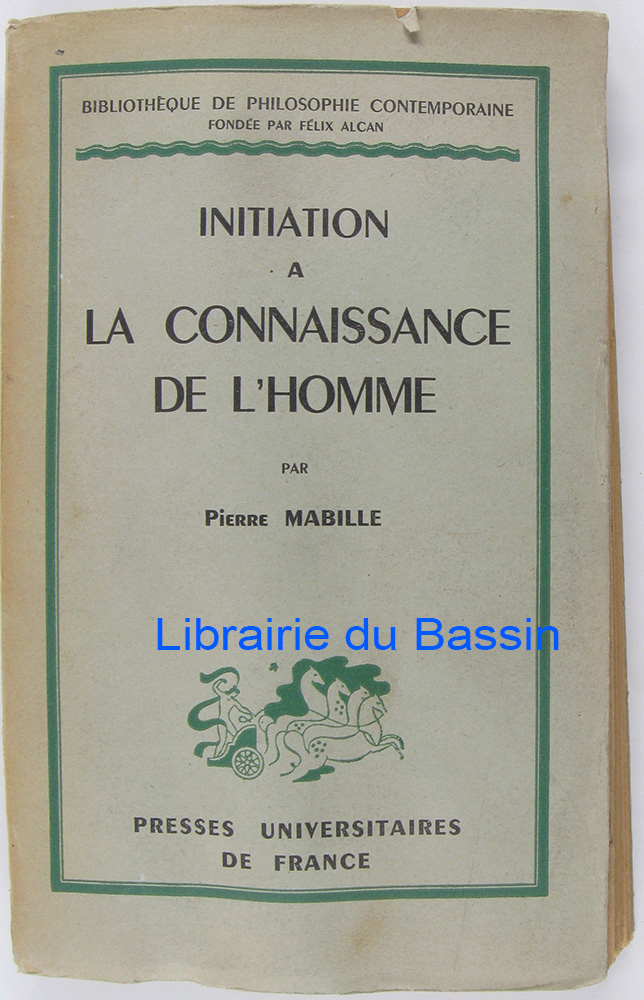 BIBLIOTHÈQUE DE PHILOSOPHIE CONTEMPORAINE
FONDÉE PAR FÉLIX ALCAN
INITIATION
A
LA CONNAISSANCE
DE L'HOMME
PAR
PIERRE MABILLE
Librairie du Bassin
PRESSES UNIVERSITAIRES
DE FRANCE